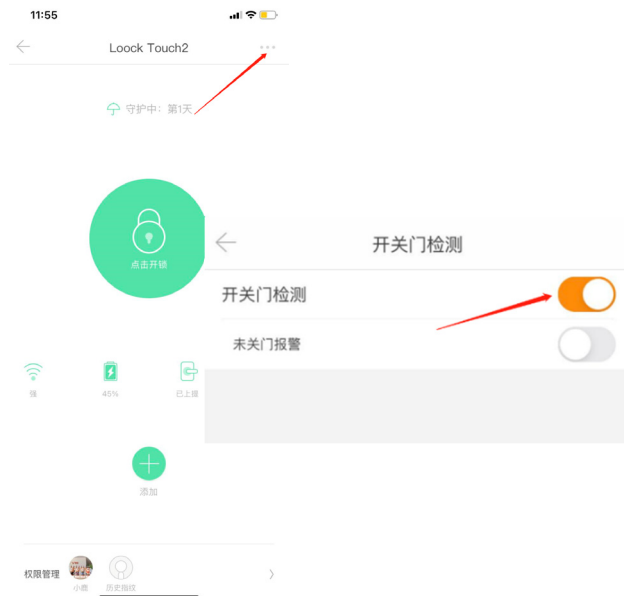 11:55
Loock Touch2
守护中：第1天
点击开锁
强
45%
已上锁
添加
权限管理
小鹿
历史指纹
开关门检测
开关门检测
未关门报警